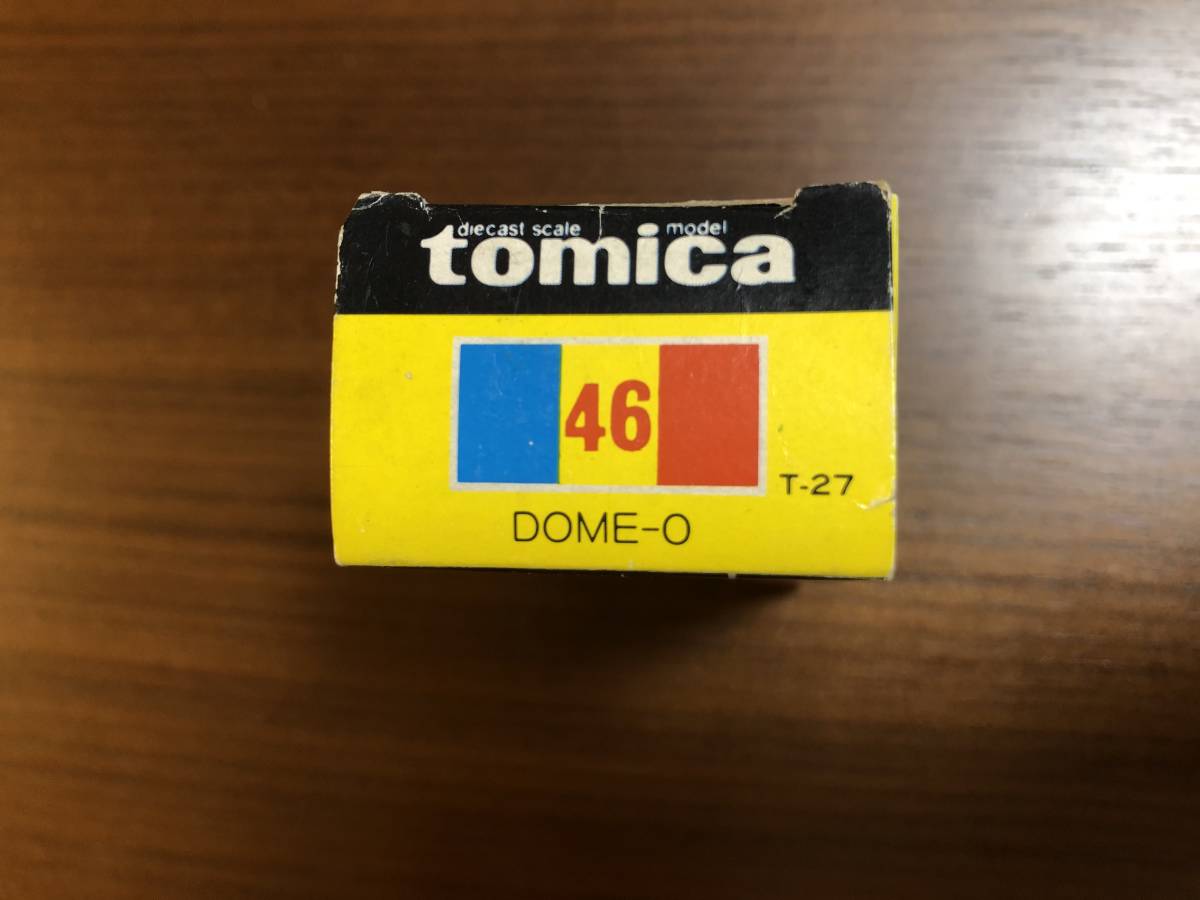 diecast scale model
tomica
46
T-27
DOME-O